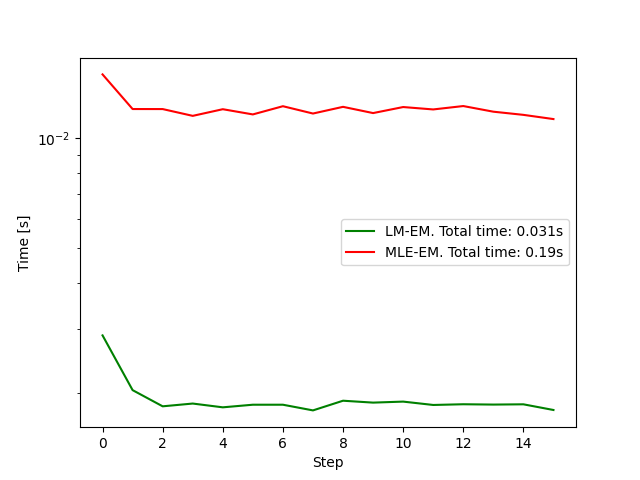 10⁻²
Time [s]
LM-EM. Total time: 0.031s
MLE-EM. Total time: 0.19s
0 2 4 6 8 10 12 14
Step